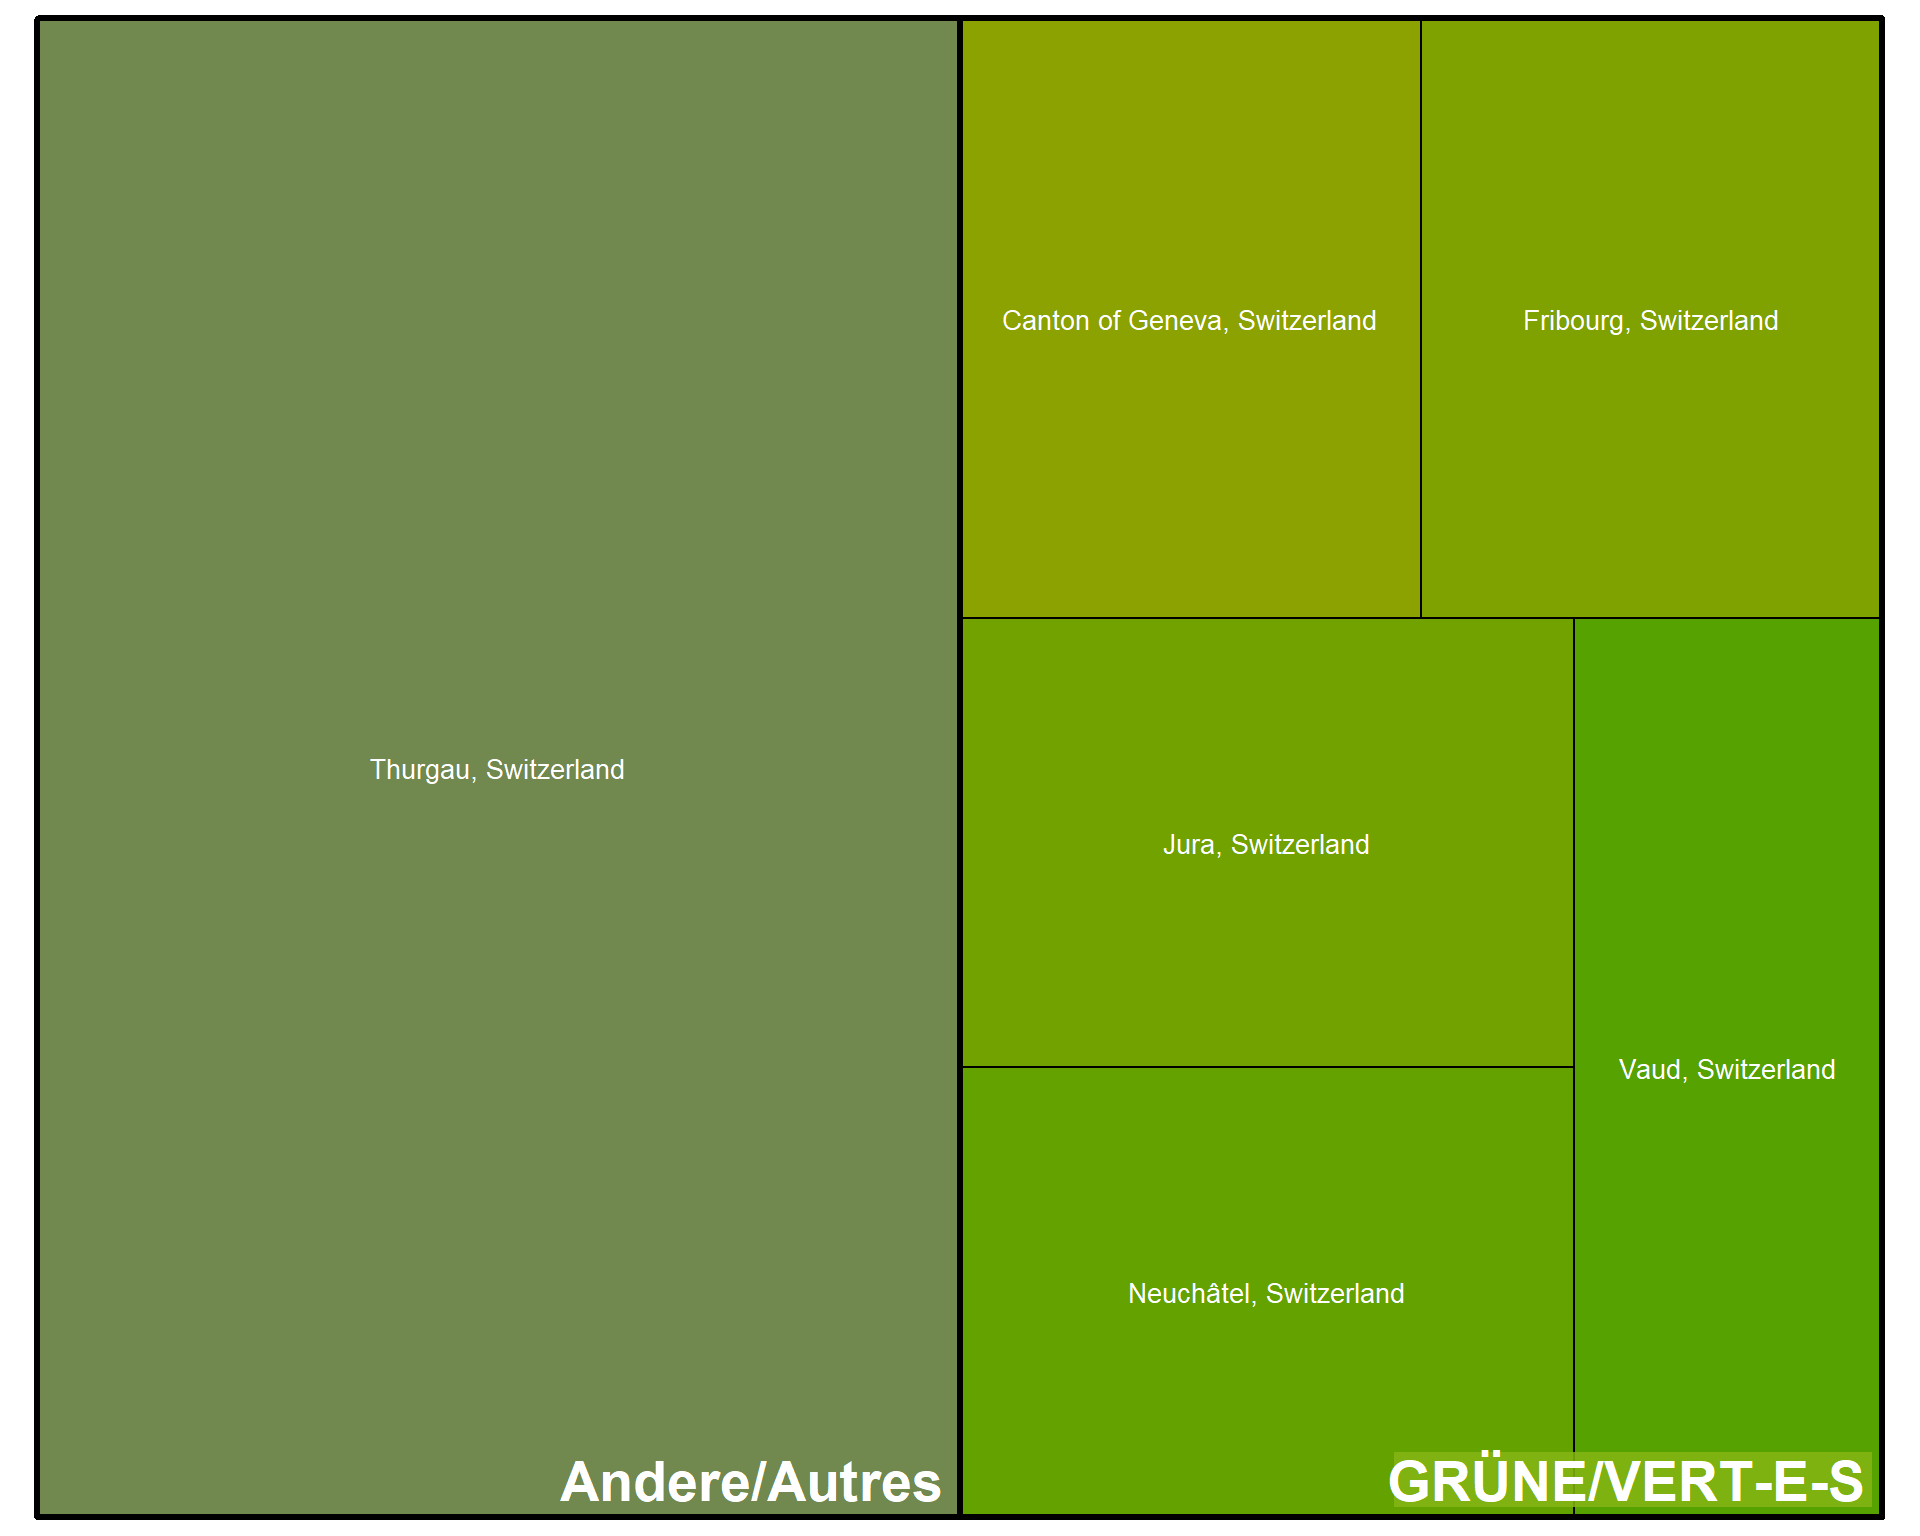 Thurgau, Switzerland
Andere/Autres
Canton of Geneva, Switzerland
Fribourg, Switzerland
Jura, Switzerland
Vaud, Switzerland
Neuchâtel, Switzerland
GRÜNE/VERT-E-S